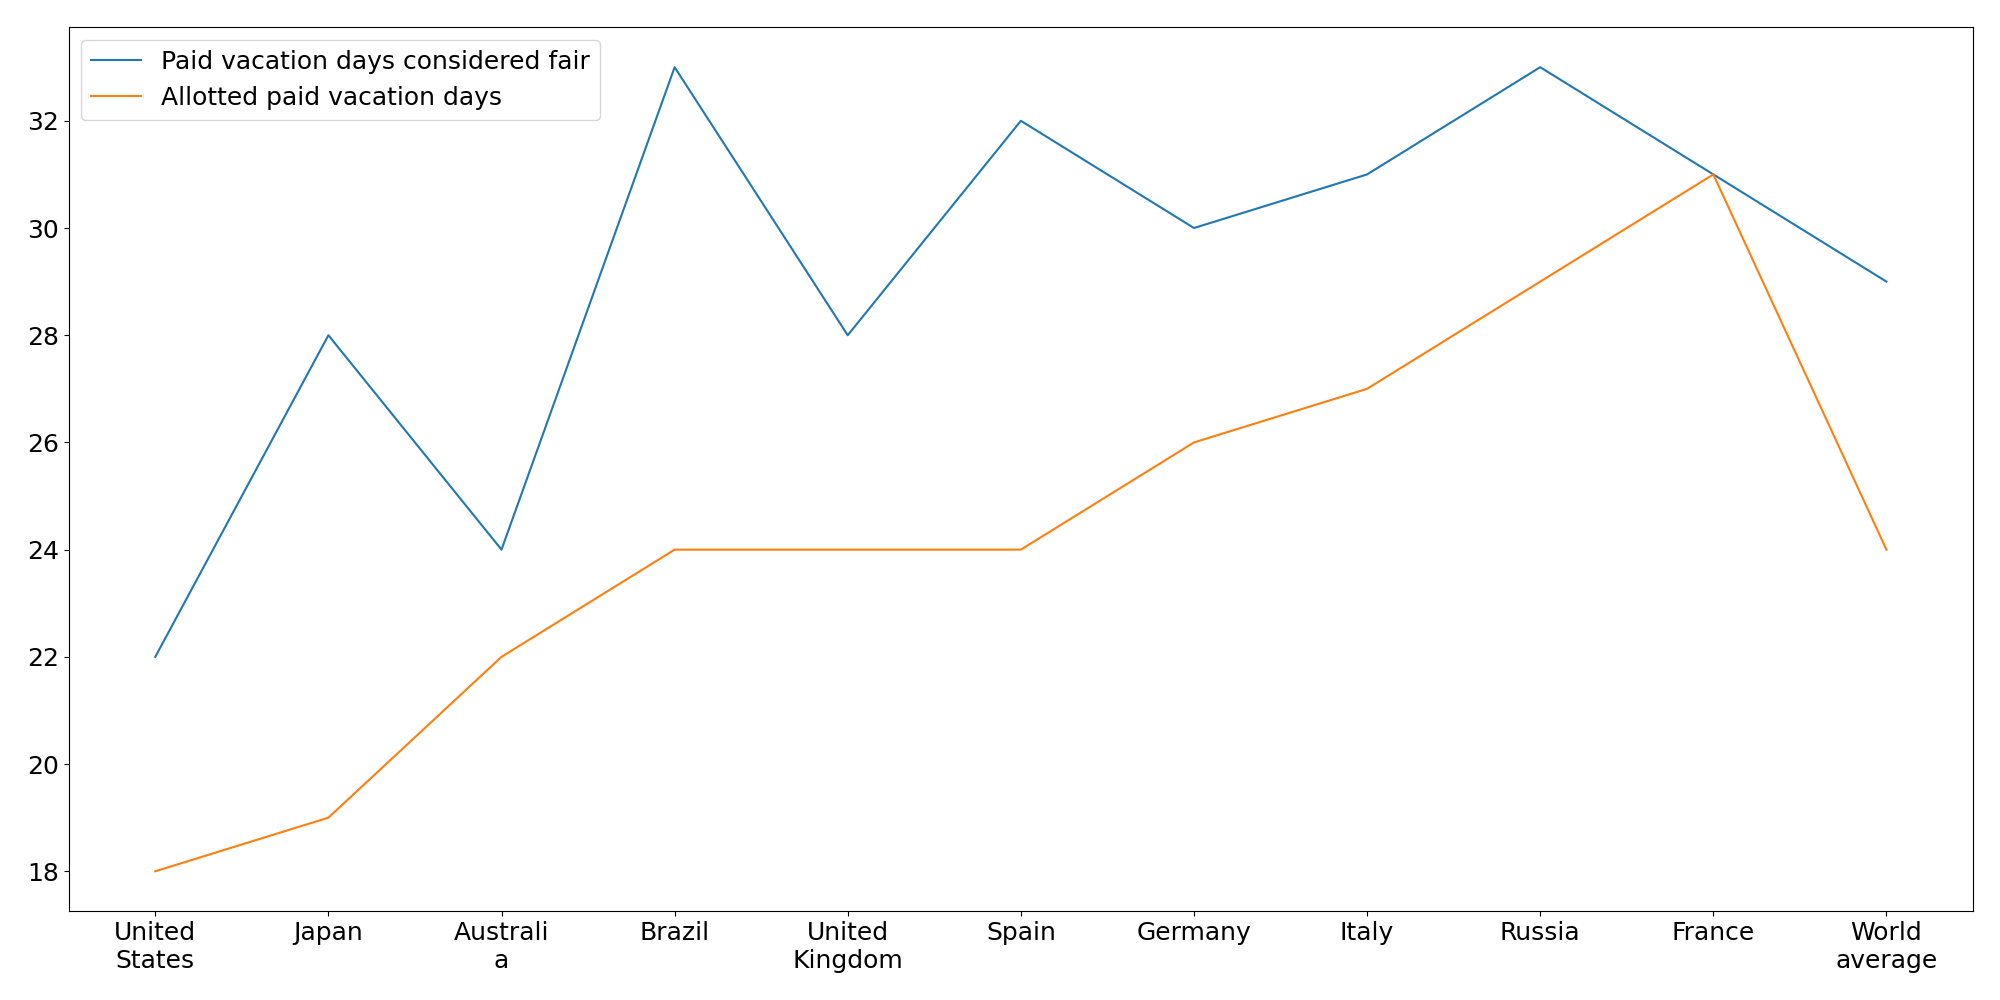 Paid vacation days considered fair
Allotted paid vacation days
32
30
28
26
24
22
20
18
United
States
Japan
Australi
a
Brazil
United
Kingdom
Spain
Germany
Italy
Russia
France
World
average